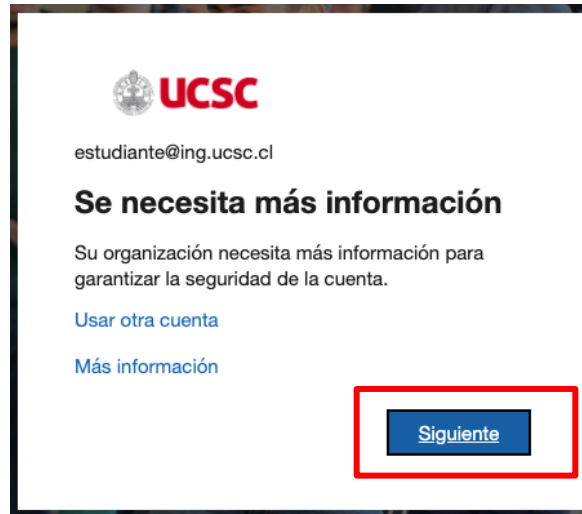 UCSC
estudiante@ing.ucsc.cl
Se necesita más información
Su organización necesita más información para
garantizar la seguridad de la cuenta.
Usar otra cuenta
Más información
Siguiente